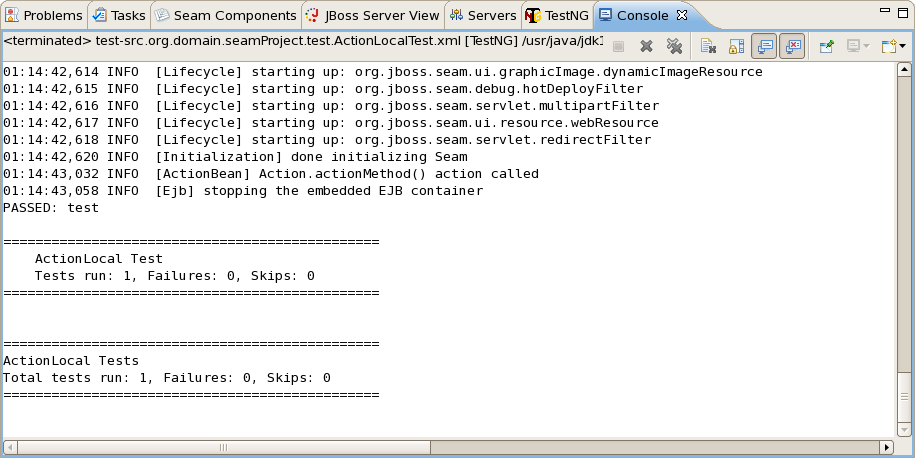 Problems Tasks Seam Components JBoss Server View Servers TestNG Console
<terminated> test-src.org.domain.seamProject.test.ActionLocalTest.xml [TestNG] /usr/java/jdk1
01:14:42,614 INFO  [Lifecycle] starting up: org.jboss.seam.ui.graphicImage.dynamicImageResource
01:14:42,615 INFO  [Lifecycle] starting up: org.jboss.seam.debug.hotDeployFilter
01:14:42,616 INFO  [Lifecycle] starting up: org.jboss.seam.servlet.multipartFilter
01:14:42,617 INFO  [Lifecycle] starting up: org.jboss.seam.ui.resource.webResource
01:14:42,618 INFO  [Lifecycle] starting up: org.jboss.seam.servlet.redirectFilter
01:14:42,620 INFO  [Initialization] done initializing Seam
01:14:43,032 INFO  [ActionBean] Action.actionMethod() action called
01:14:43,058 INFO  [Ejb] stopping the embedded EJB container
PASSED: test
===============================================
    ActionLocal Test
    Tests run: 1, Failures: 0, Skips: 0
===============================================
===============================================
ActionLocal Tests
Total tests run: 1, Failures: 0, Skips: 0
===============================================